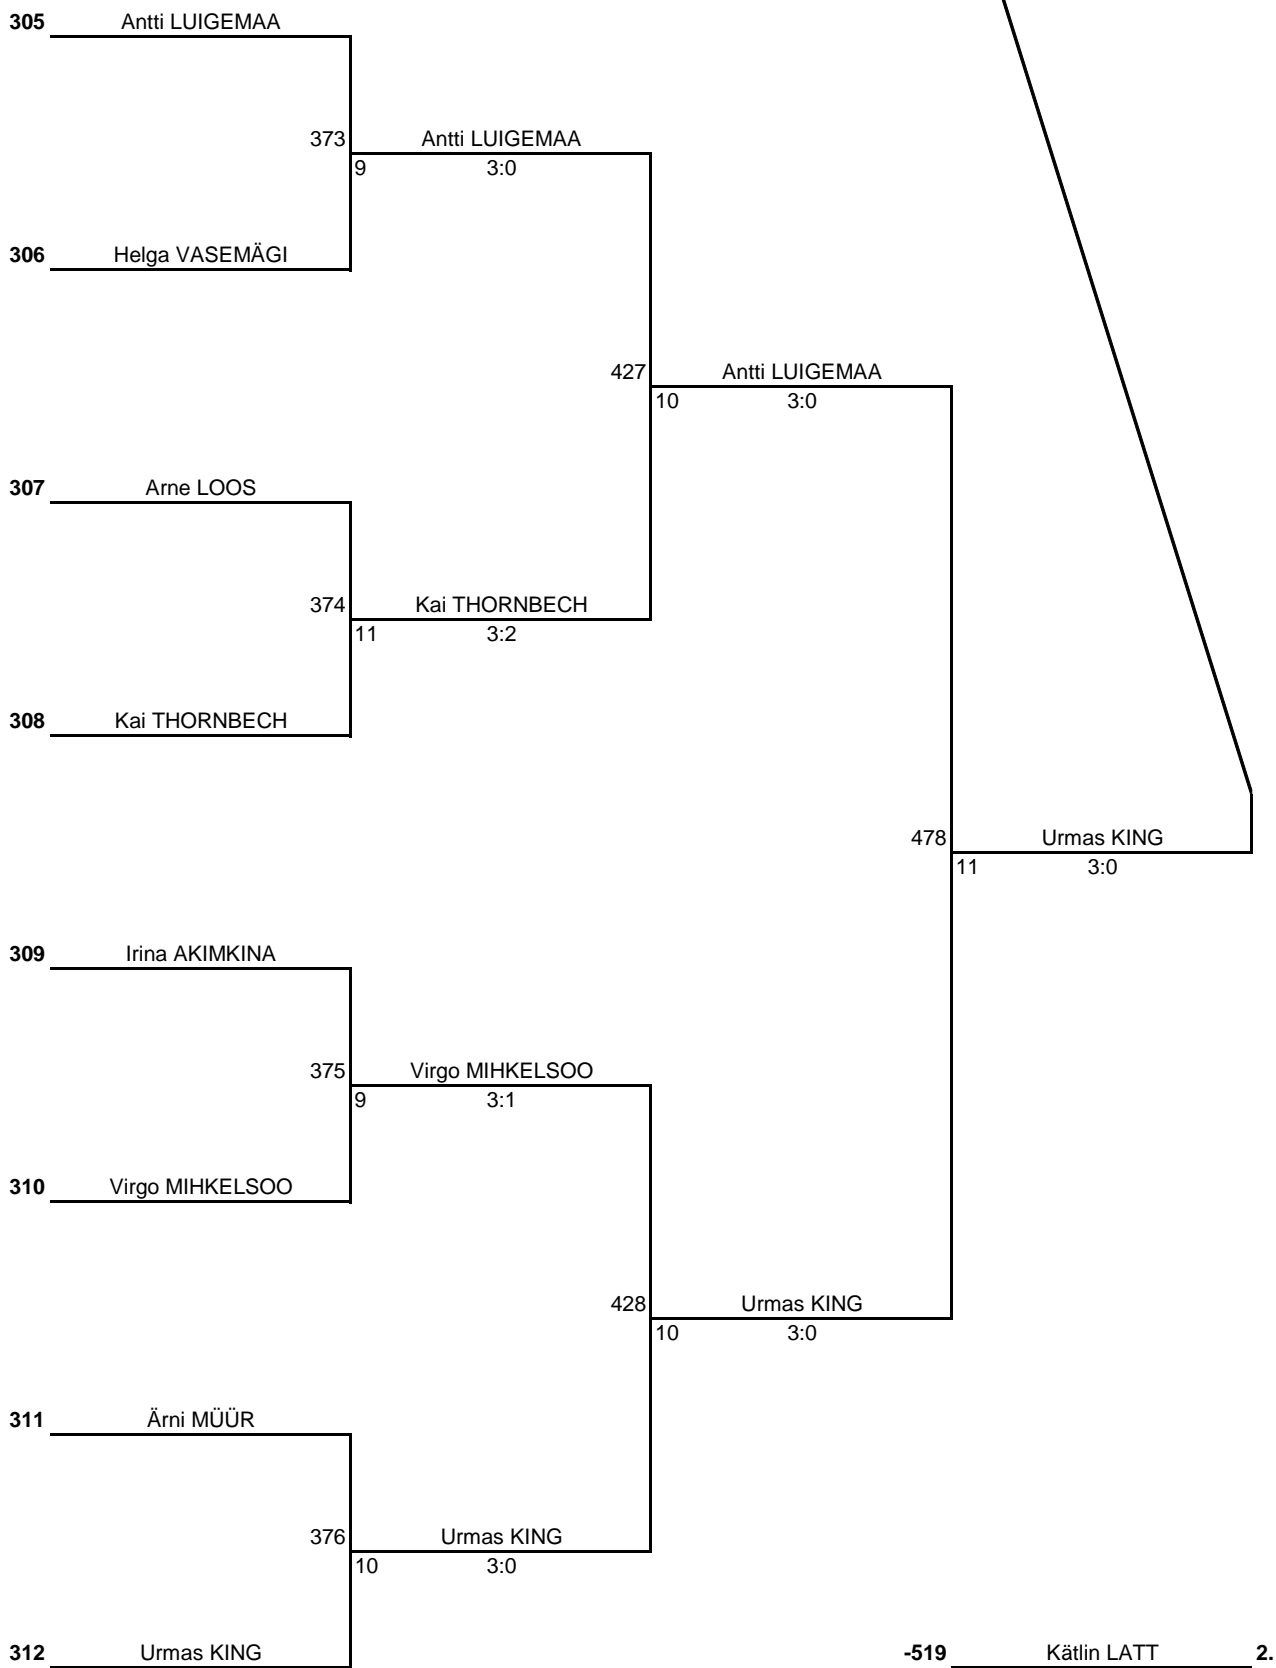 305 Antti LUIGEMAA
373 Antti LUIGEMAA
9 3:0
306 Helga VASEMÄGI
427 Antti LUIGEMAA
10 3:0
307 Arne LOOS
374 Kai THORNBECH
11 3:2
308 Kai THORNBECH
478 Urmas KING
11 3:0
309 Irina AKIMKINA
375 Virgo MIHKELSOO
9 3:1
310 Virgo MIHKELSOO
428 Urmas KING
10 3:0
311 Ärni MÜÜR
376 Urmas KING
10 3:0
312 Urmas KING -519 Kätlin LATT 2.